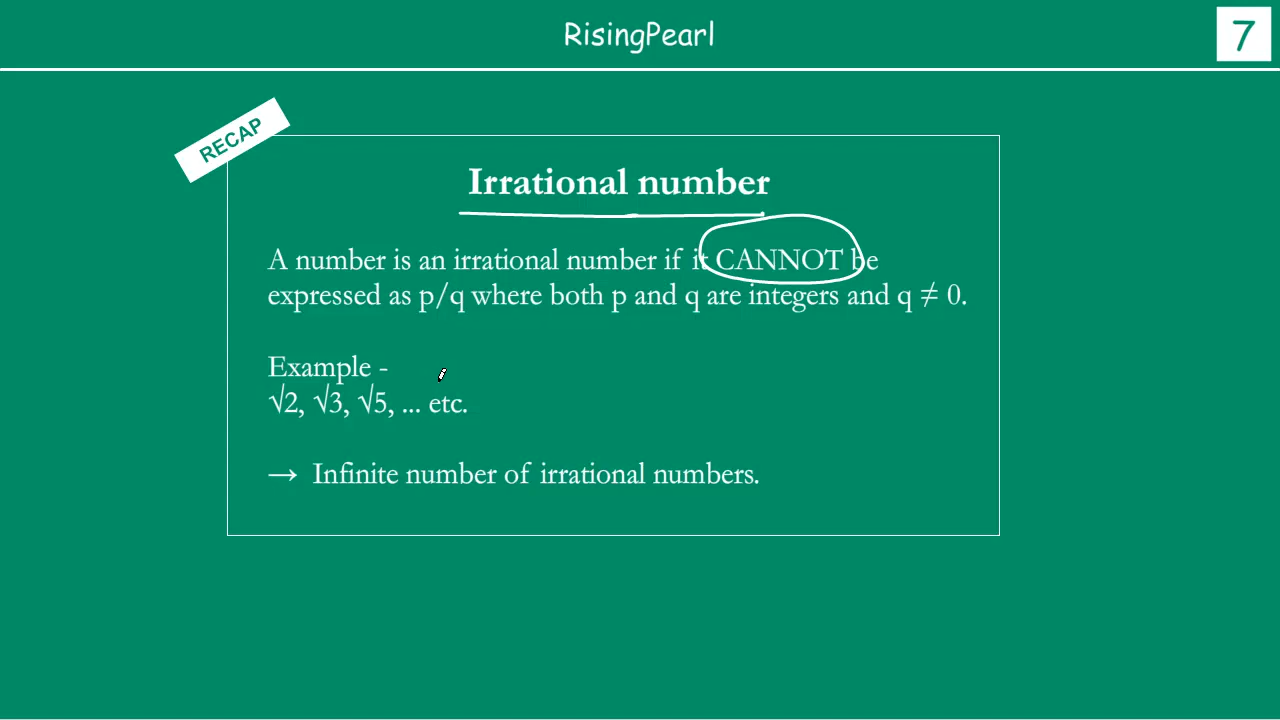 RisingPearl
7
RECAP
Irrational number
A number is an irrational number if it CANNOT be
expressed as p/q where both p and q are integers and q ≠ 0.
Example -
√2, √3, √5, ... etc.
→ Infinite number of irrational numbers.